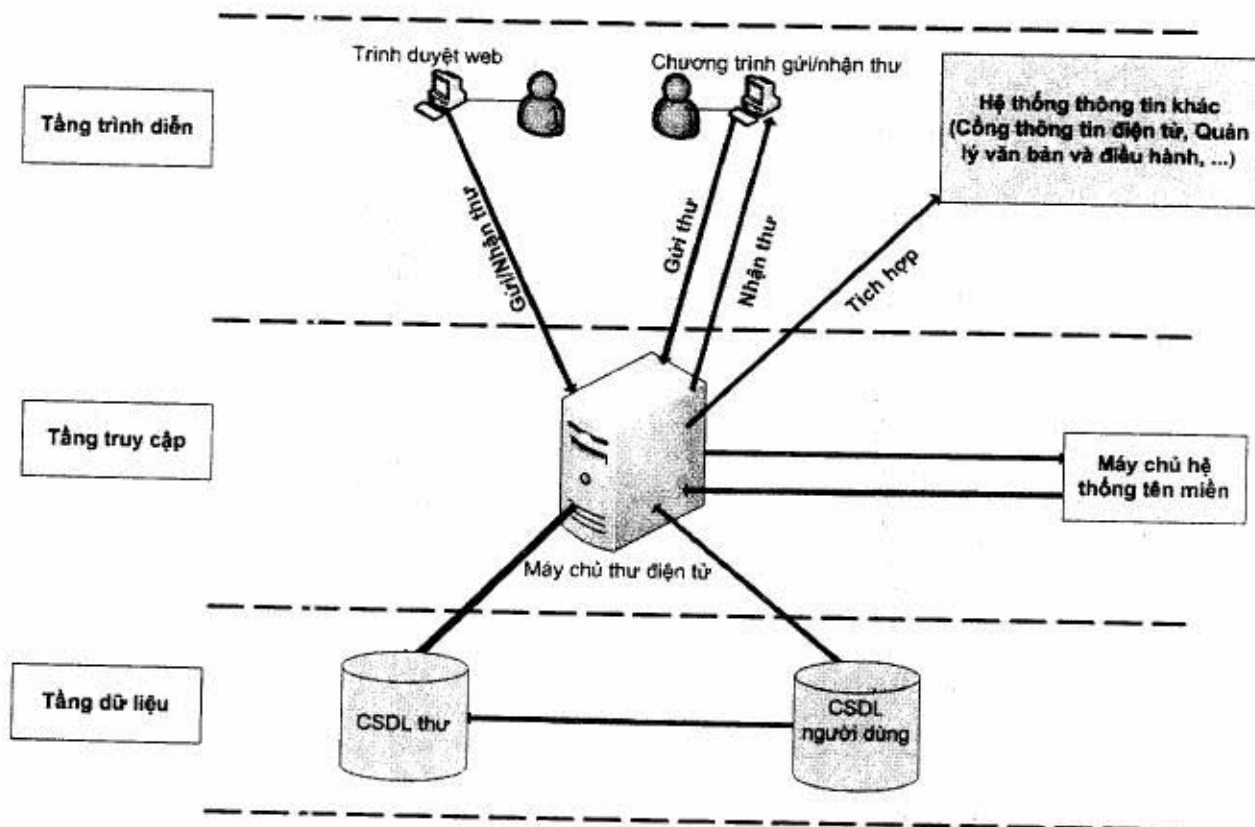 Trình duyệt web
Chương trình gửi/nhận thư
Tầng trình diễn
Hệ thống thông tin khác
(Cổng thông tin điện tử, Quản
lý văn bản và điều hành, ...)
Gửi/Nhận thư
Gửi thư
Nhận thư
Tích hợp
Tầng truy cập
Máy chủ hệ
thống tên miền
Máy chủ thư điện tử
Tầng dữ liệu
CSDL thư
CSDL
người dùng